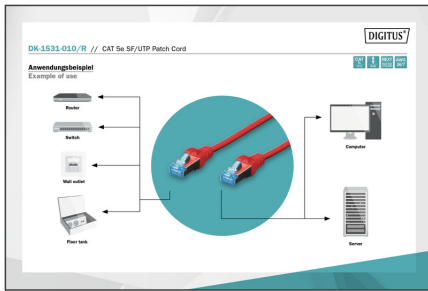 DIGITUS®
DK-1531-010/R // CAT 5e SF/UTP Patch Cord
Anwendungsbeispiel
Example of use
Router
Switch
Wall outlet
Floor tank
Computer
Server